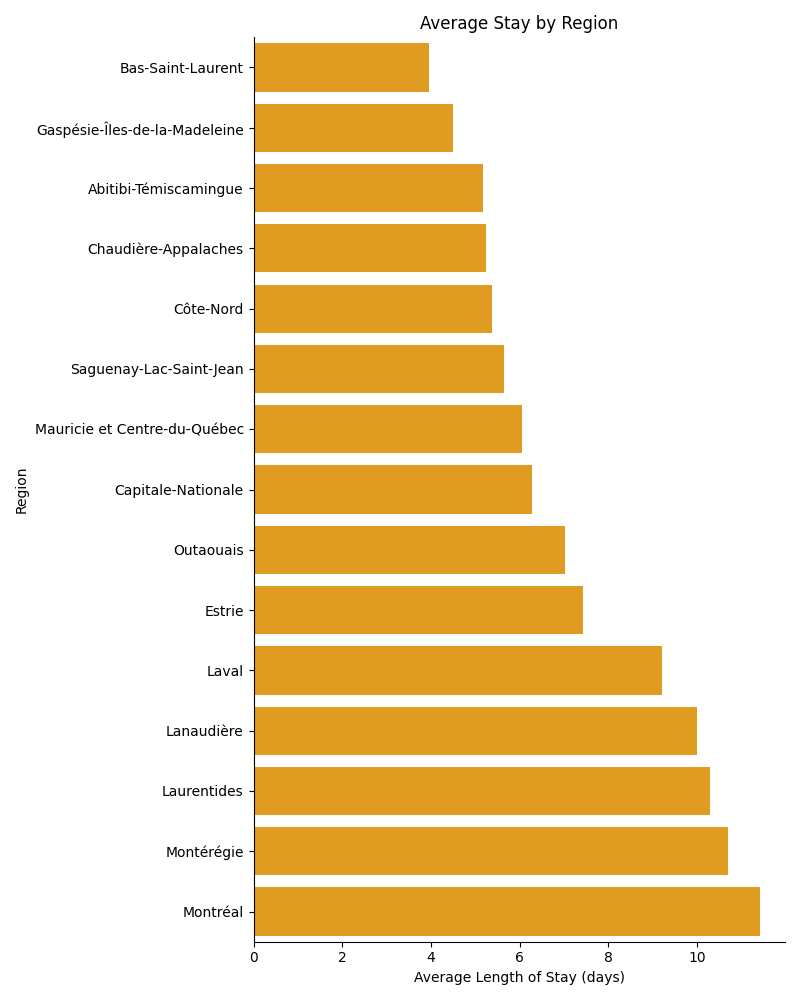 Average Stay by Region
Bas-Saint-Laurent
Gaspésie-Îles-de-la-Madeleine
Abitibi-Témiscamingue
Chaudière-Appalaches
Côte-Nord
Saguenay-Lac-Saint-Jean
Mauricie et Centre-du-Québec
Capitale-Nationale
Outaouais
Estrie
Laval
Lanaudière
Laurentides
Montérégie
Montréal
Region
0 2 4 6 8 10
Average Length of Stay (days)